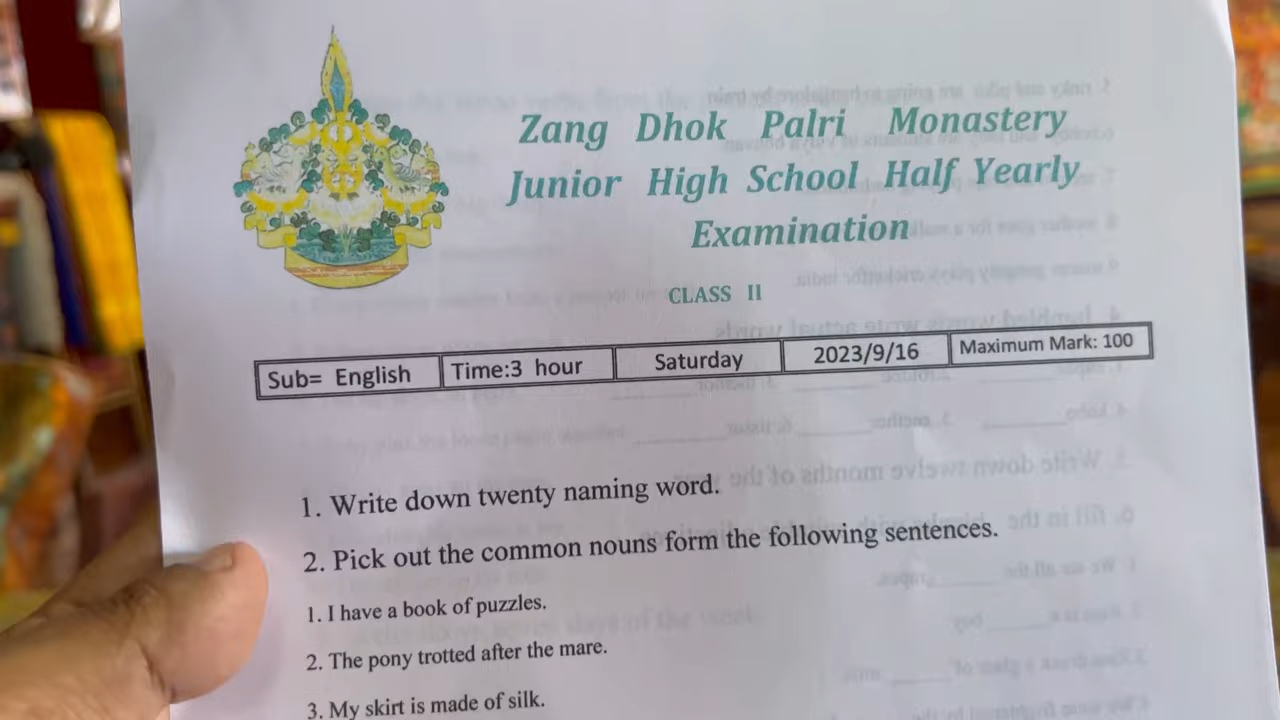 Zang Dhok Palri Monastery
Junior High School Half Yearly
Examination
CLASS II
Sub= English Time:3 hour Saturday 2023/9/16 Maximum Mark: 100
1. Write down twenty naming word.
2. Pick out the common nouns form the following sentences.
1. I have a book of puzzles.
2. The pony trotted after the mare.
3. My skirt is made of silk.